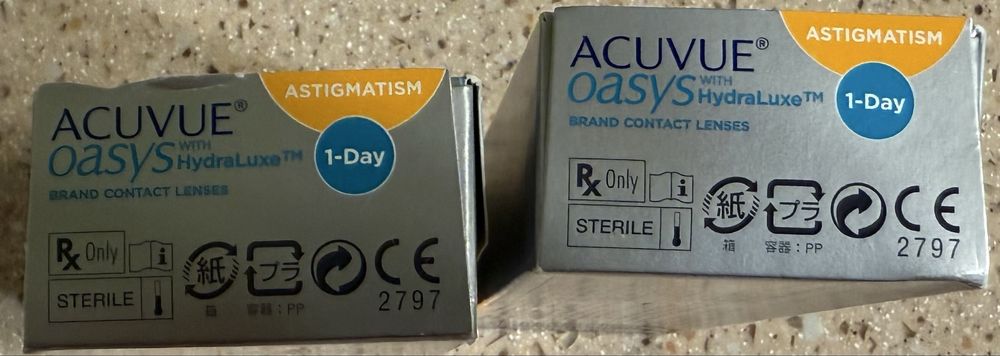 ACUVUE®
oasys WITH HydraLuxe™
BRAND CONTACT LENSES
ASTIGMATISM
1-Day
Rx Only
STERILE
紙
箱
プラ
容器：PP
CE
2797
ACUVUE®
oasys WITH HydraLuxe™
BRAND CONTACT LENSES
ASTIGMATISM
1-Day
Rx Only
i
STERILE
紙
箱
プラ
容器：PP
CE
2797